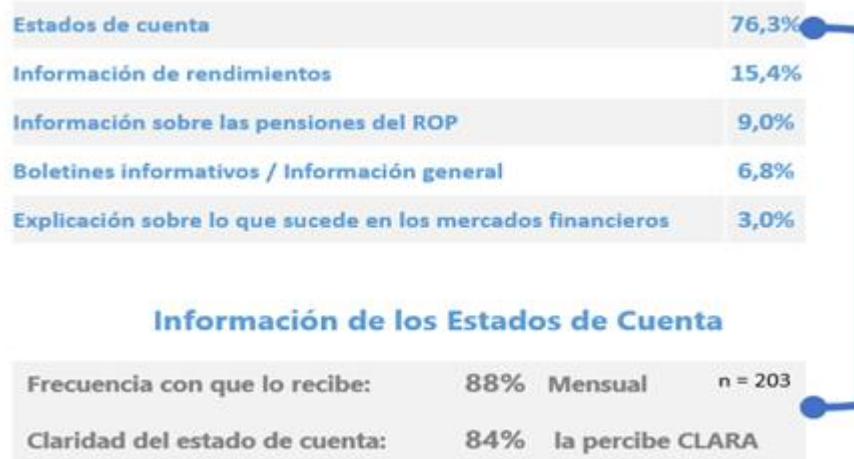 Estados de cuenta 76,3%
Información de rendimientos 15,4%
Información sobre las pensiones del ROP 9,0%
Boletines informativos / Información general 6,8%
Explicación sobre lo que sucede en los mercados financieros 3,0%
Información de los Estados de Cuenta
Frecuencia con que lo recibe: 88% Mensual n = 203
Claridad del estado de cuenta: 84% la percibe CLARA